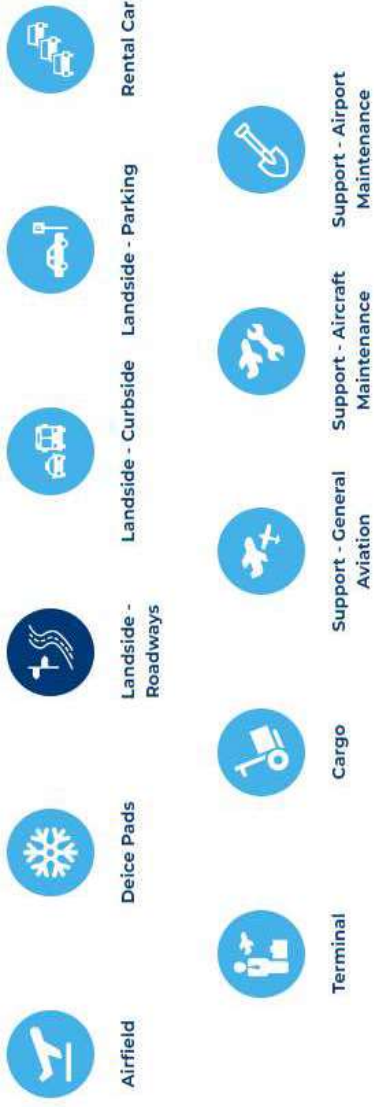 Airfield
Deice Pads
Landside -
Roadways
Landside - Curbside
Landside - Parking
Rental Car
Terminal
Cargo
Support - General
Aviation
Support - Aircraft
Maintenance
Support - Airport
Maintenance